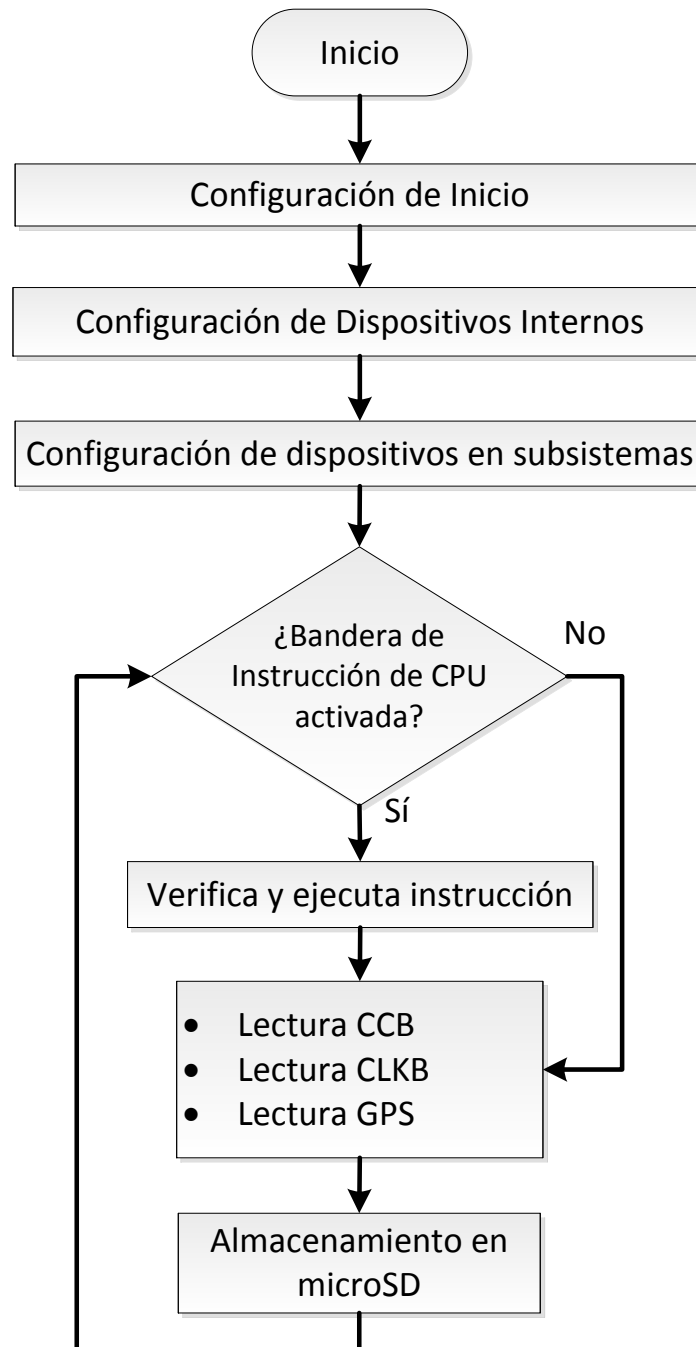 Inicio
Configuración de Inicio
Configuración de Dispositivos Internos
Configuración de dispositivos en subsistemas
¿Bandera de
Instrucción de CPU
activada?
No
Sí
Verifica y ejecuta instrucción
• Lectura CCB
• Lectura CLKB
• Lectura GPS
Almacenamiento en
microSD